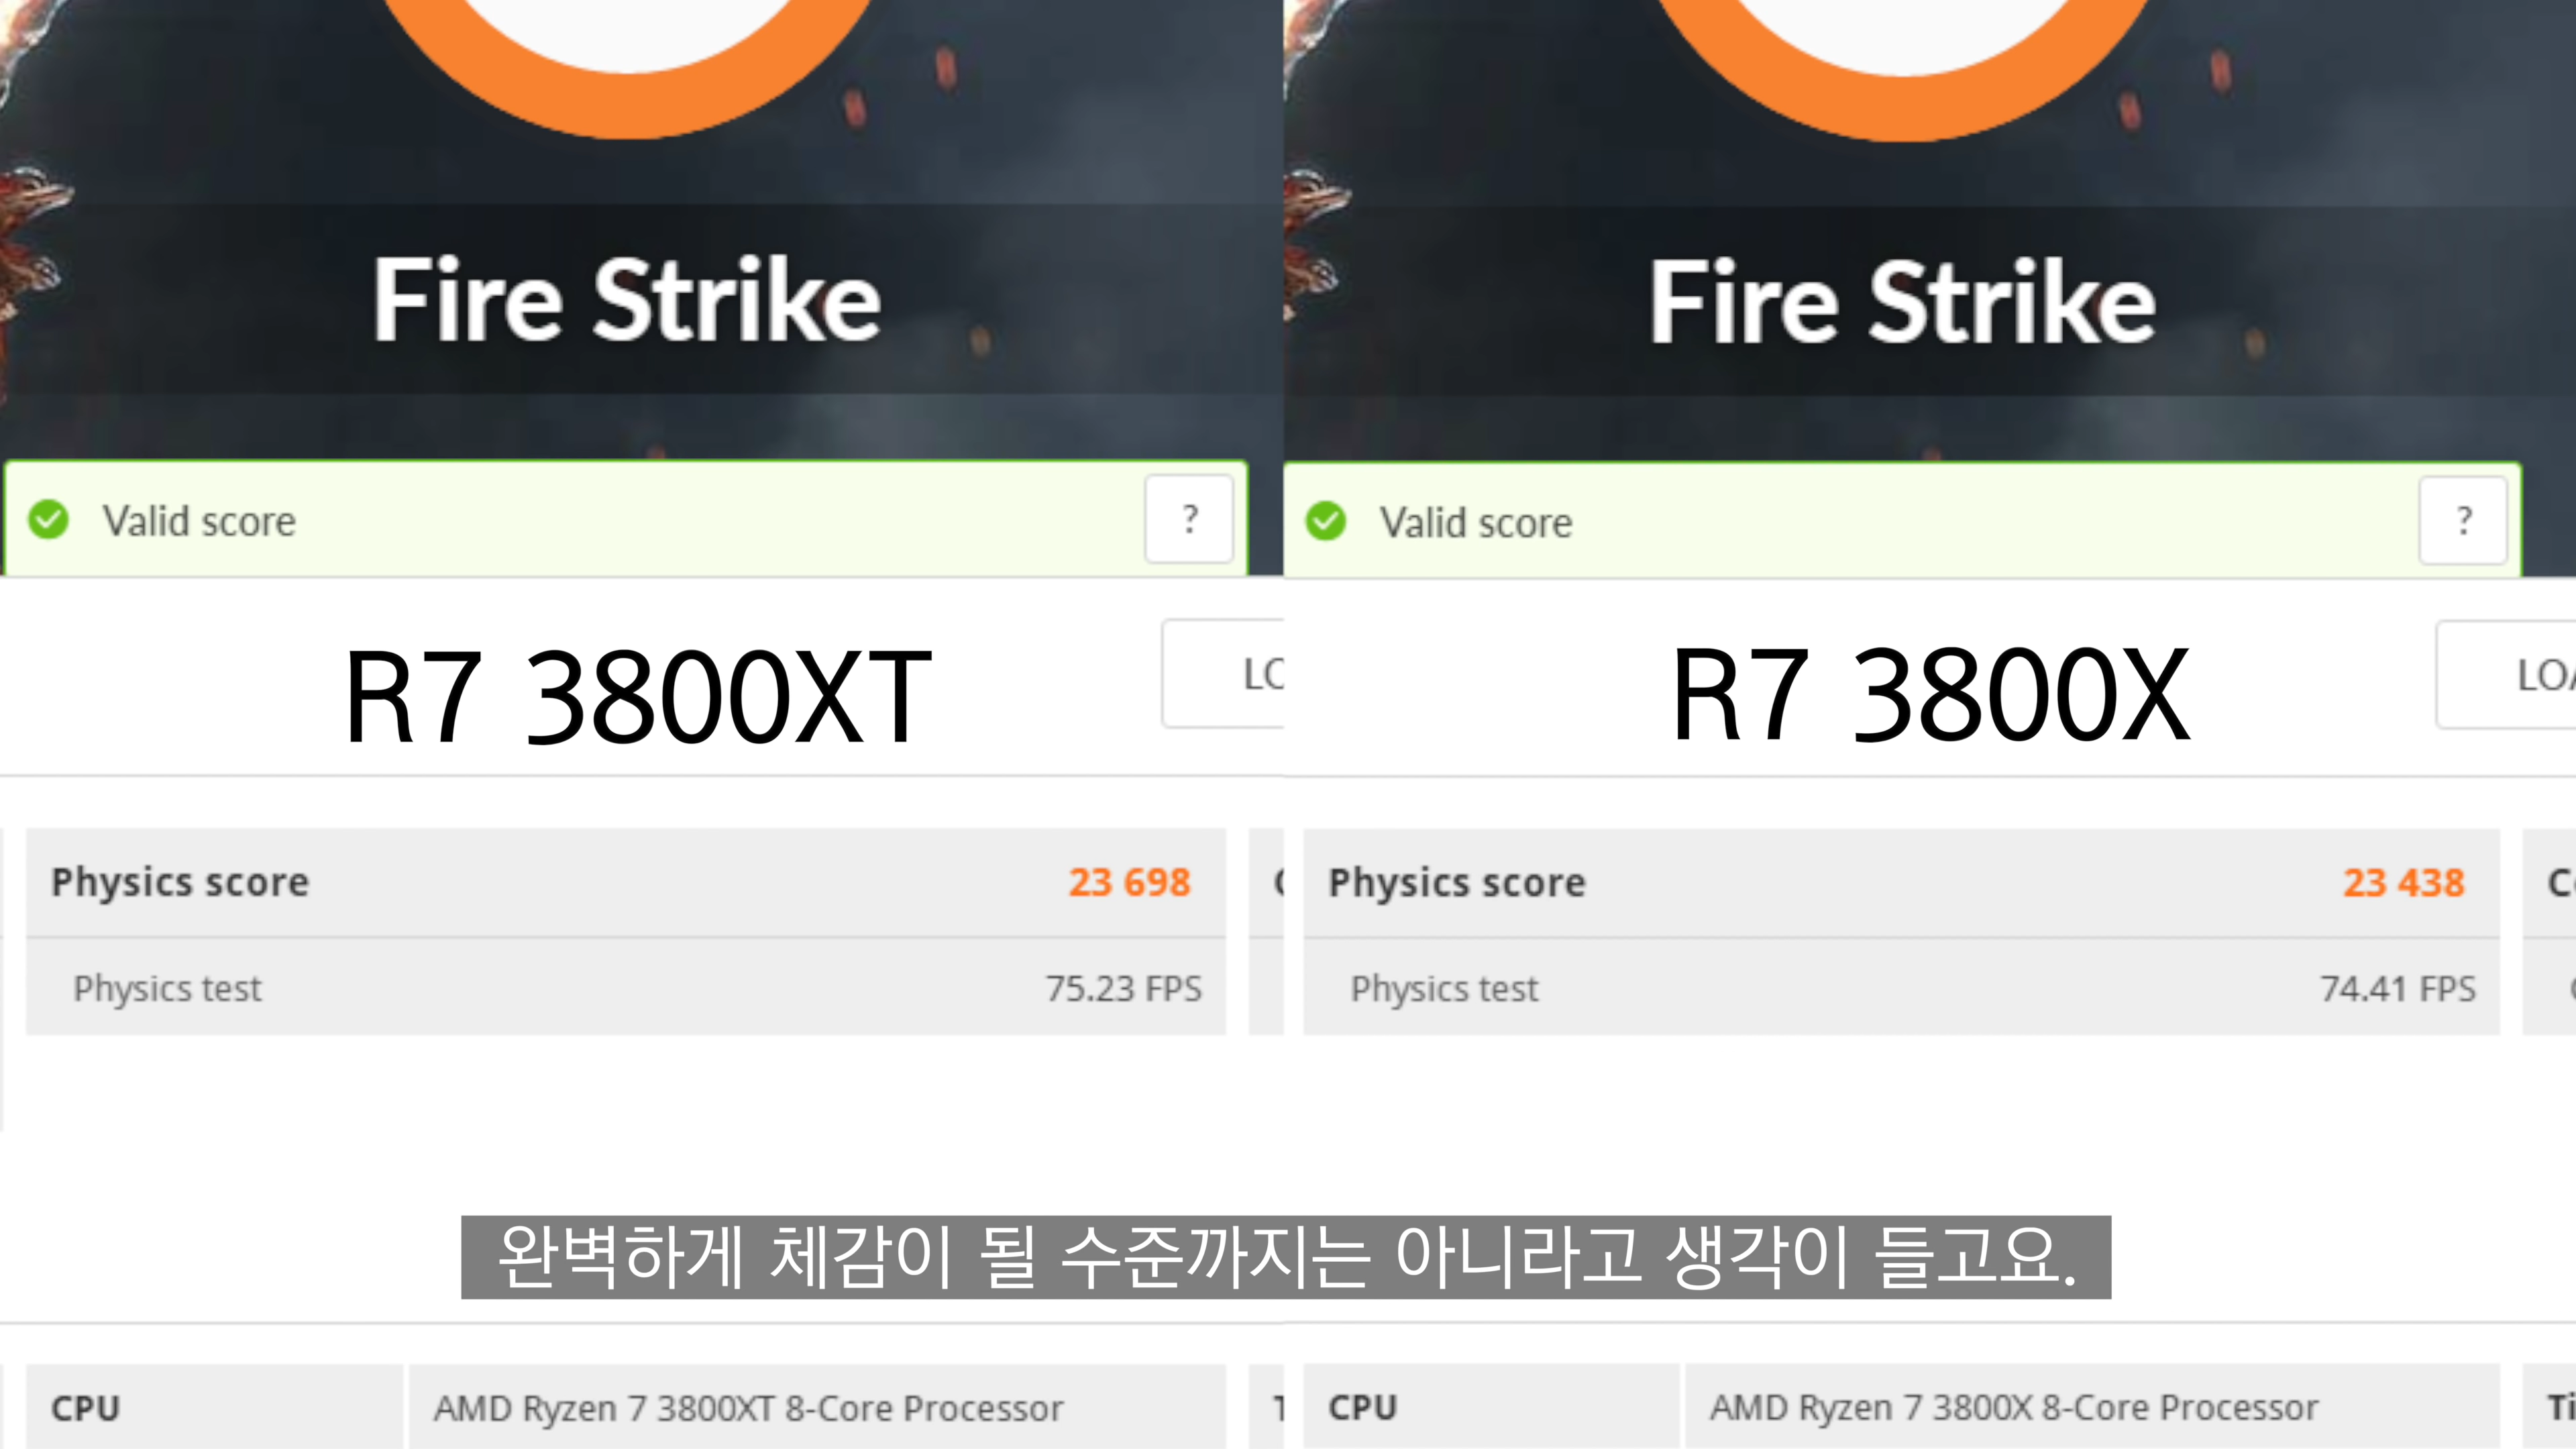 Fire Strike
Fire Strike
Valid score ?
Valid score ?
R7 3800XT
R7 3800X
Physics score 23 698
Physics test 75.23 FPS
Physics score 23 438
Physics test 74.41 FPS
완벽하게 체감이 될 수준까지는 아니라고 생각이 들고요.
CPU AMD Ryzen 7 3800XT 8-Core Processor
CPU AMD Ryzen 7 3800X 8-Core Processor